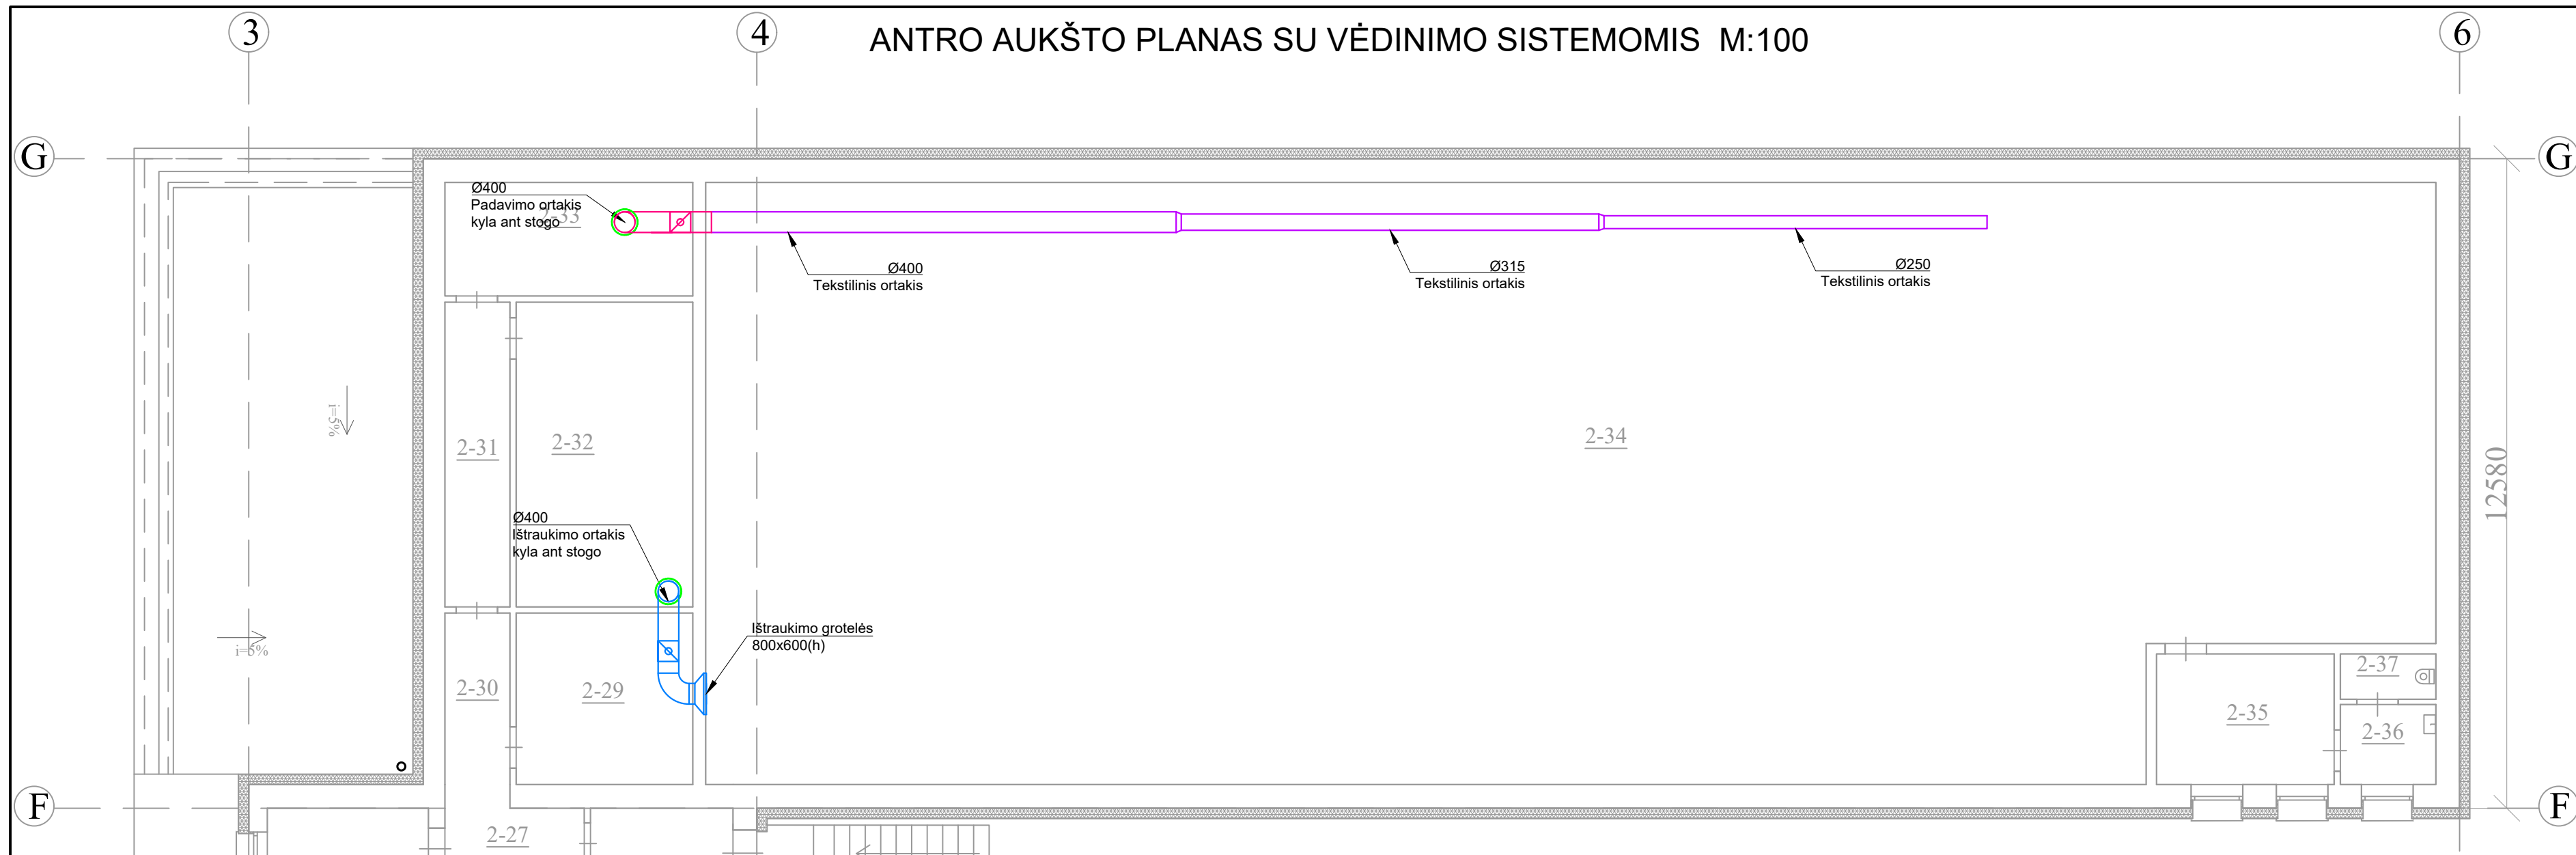 ANTRO AUKŠTO PLANAS SU VĖDINIMO SISTEMOMIS M:100
3
4
6
G
G
Ø400
Padavimo ortakis
kyla ant stogo
2-33
Ø400
Tekstilinis ortakis
Ø315
Tekstilinis ortakis
Ø250
Tekstilinis ortakis
i=5%
2-31
2-32
2-34
12580
Ø400
Ištraukimo ortakis
kyla ant stogo
Ištraukimo grotelės
800x600(h)
i=5%
2-30
2-29
2-37
2-35
2-36
F
F
2-27